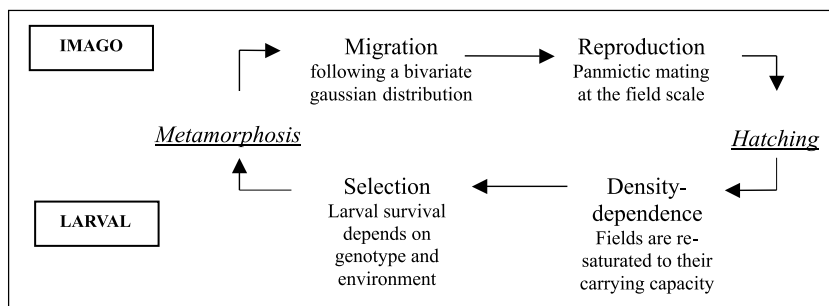 IMAGO
Migration
following a bivariate
gaussian distribution
Reproduction
Panmictic mating
at the field scale
Metamorphosis
Hatching
LARVAL
Selection
Larval survival
depends on
genotype and
environment
Density-
dependence
Fields are re-
saturated to their
carrying capacity